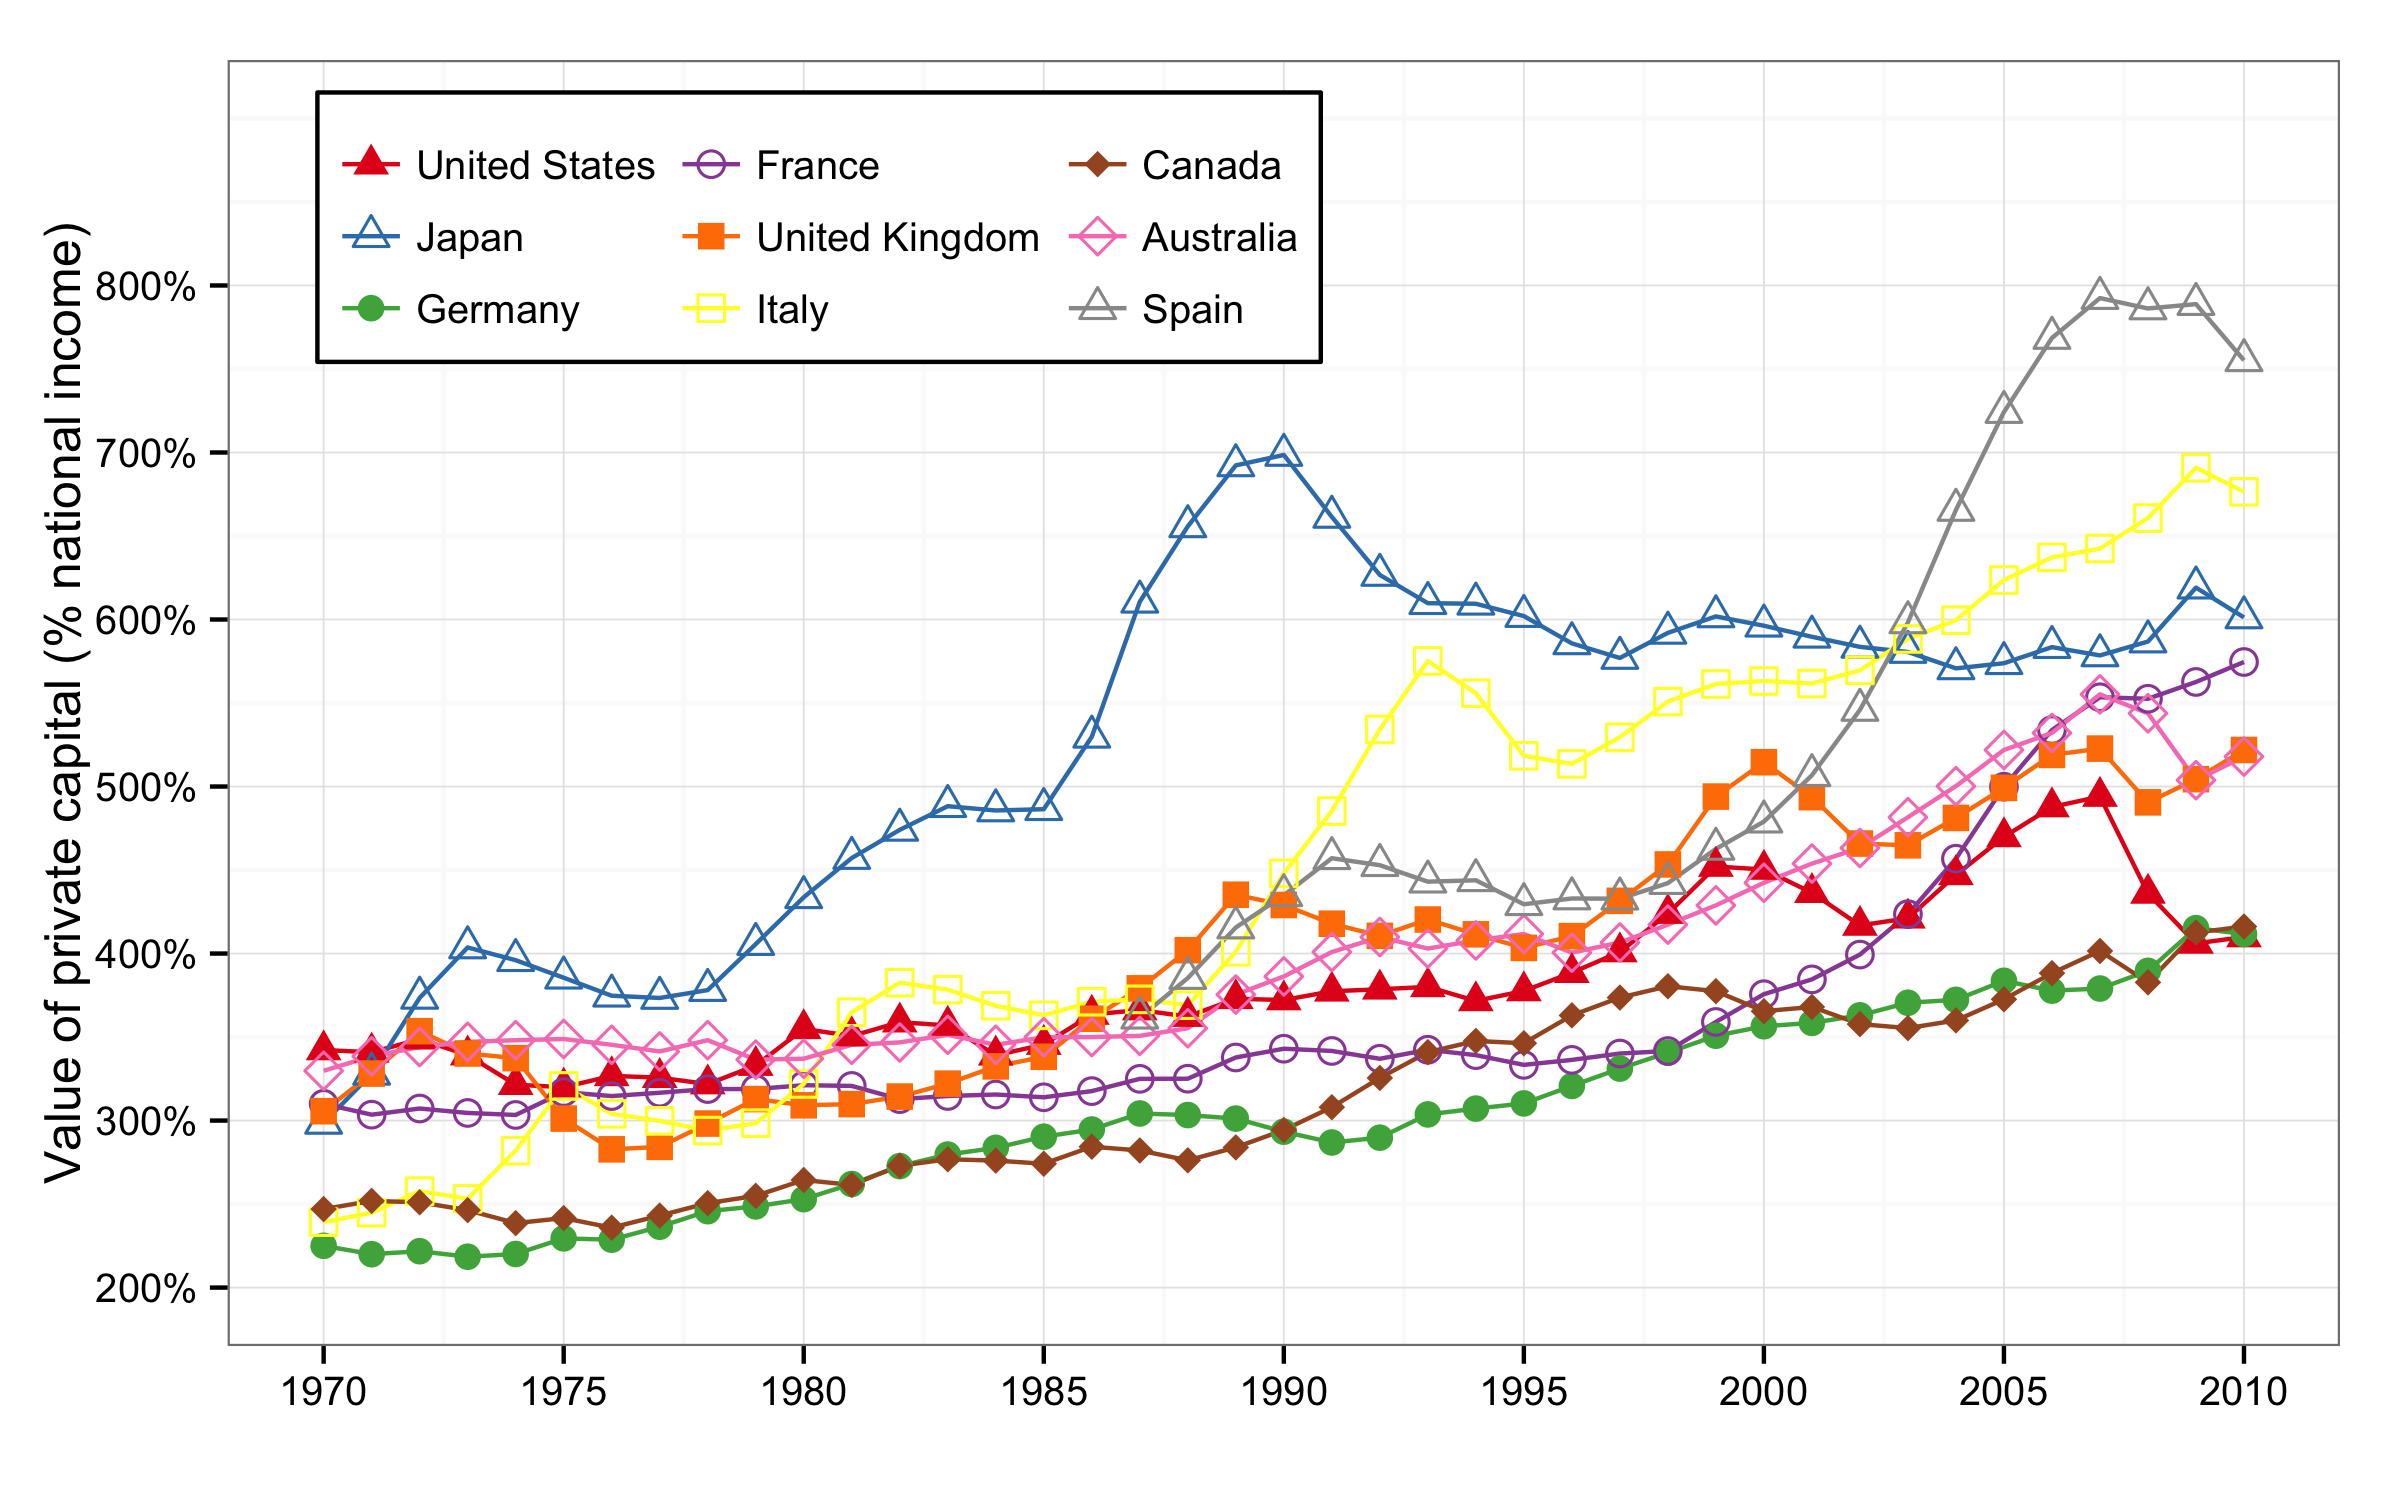 United States France Canada
Japan United Kingdom Australia
Germany Italy Spain
Value of private capital (% national income)
800%
700%
600%
500%
400%
300%
200%
1970 1975 1980 1985 1990 1995 2000 2005 2010